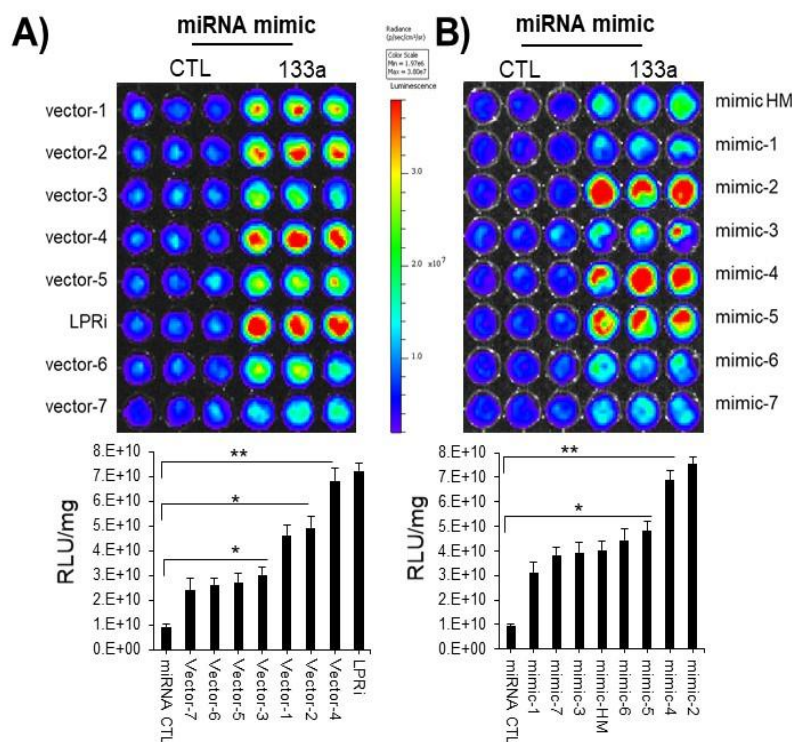 A)
miRNA mimic
CTL 133a
vector-1
vector-2
vector-3
vector-4
vector-5
LPRi
vector-6
vector-7
Radiance
(p/sec/cm²/sr)
Color Scale
Min = 1.97e6
Max = 3.80e7
Luminescence
3.0
2.0 x10⁷
1.0
B)
miRNA mimic
CTL 133a
mimic HM
mimic-1
mimic-2
mimic-3
mimic-4
mimic-5
mimic-6
mimic-7
RLU/mg
8.E+10
7.E+10
6.E+10
5.E+10
4.E+10
3.E+10
2.E+10
1.E+10
0.E+00
**
*
*
miRNA CTL
Vector-7
Vector-6
Vector-5
Vector-3
Vector-1
Vector-2
Vector-4
LPRi
RLU/mg
8.E+10
7.E+10
6.E+10
5.E+10
4.E+10
3.E+10
2.E+10
1.E+10
0.E+00
**
*
miRNA CTL
mimic-1
mimic-7
mimic-3
mimic-HM
mimic-6
mimic-5
mimic-4
mimic-2